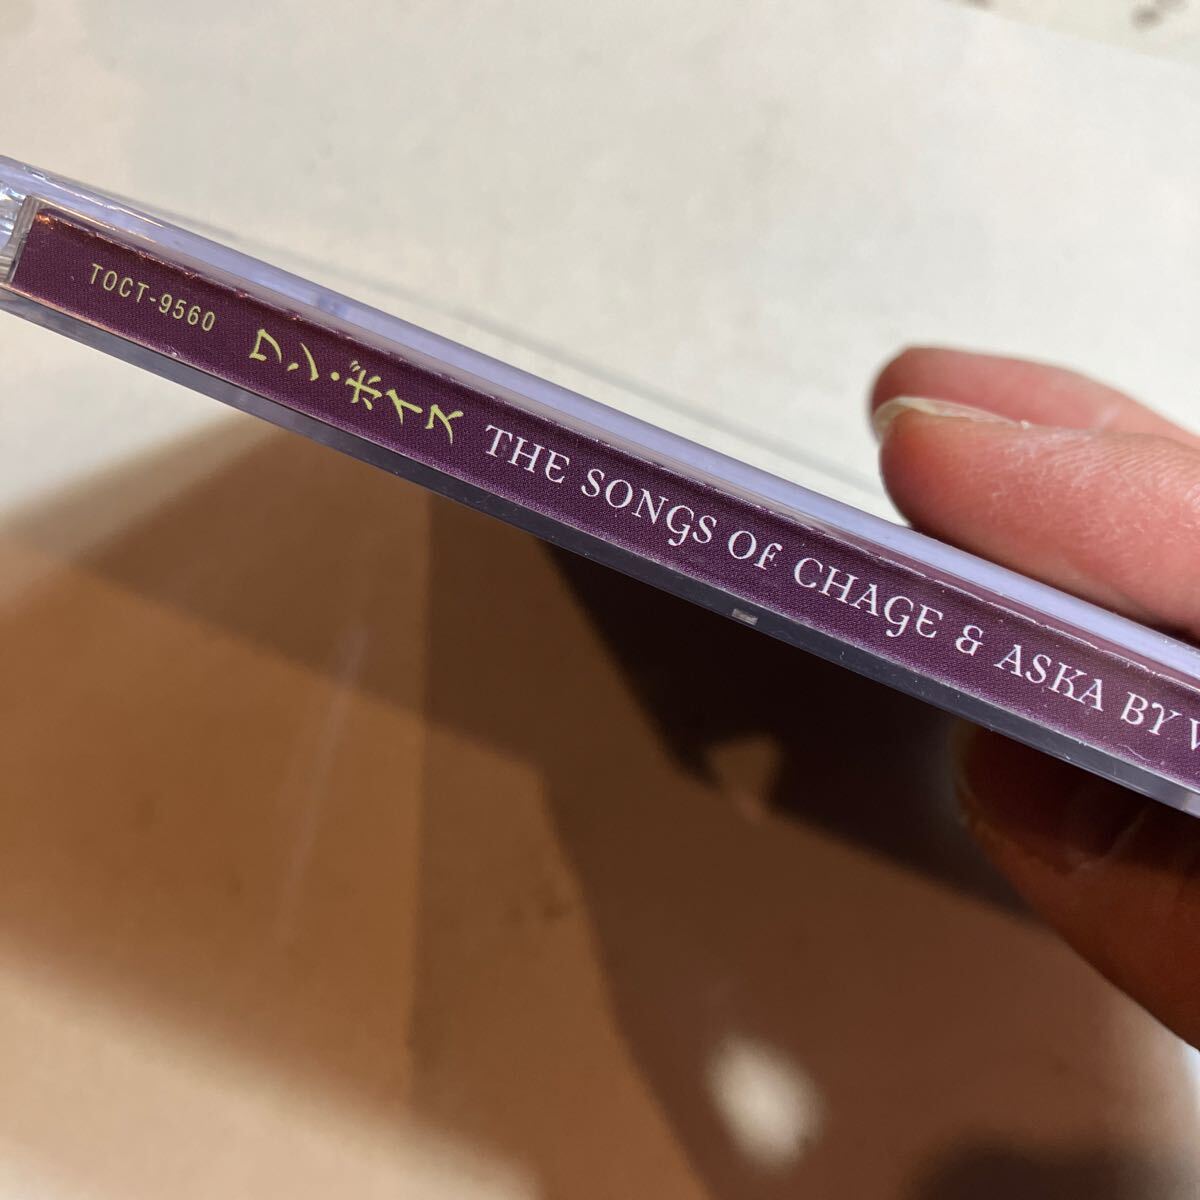 TOCT-9560 ワン・ボイス THE SONGS OF CHAGE & ASKA BY